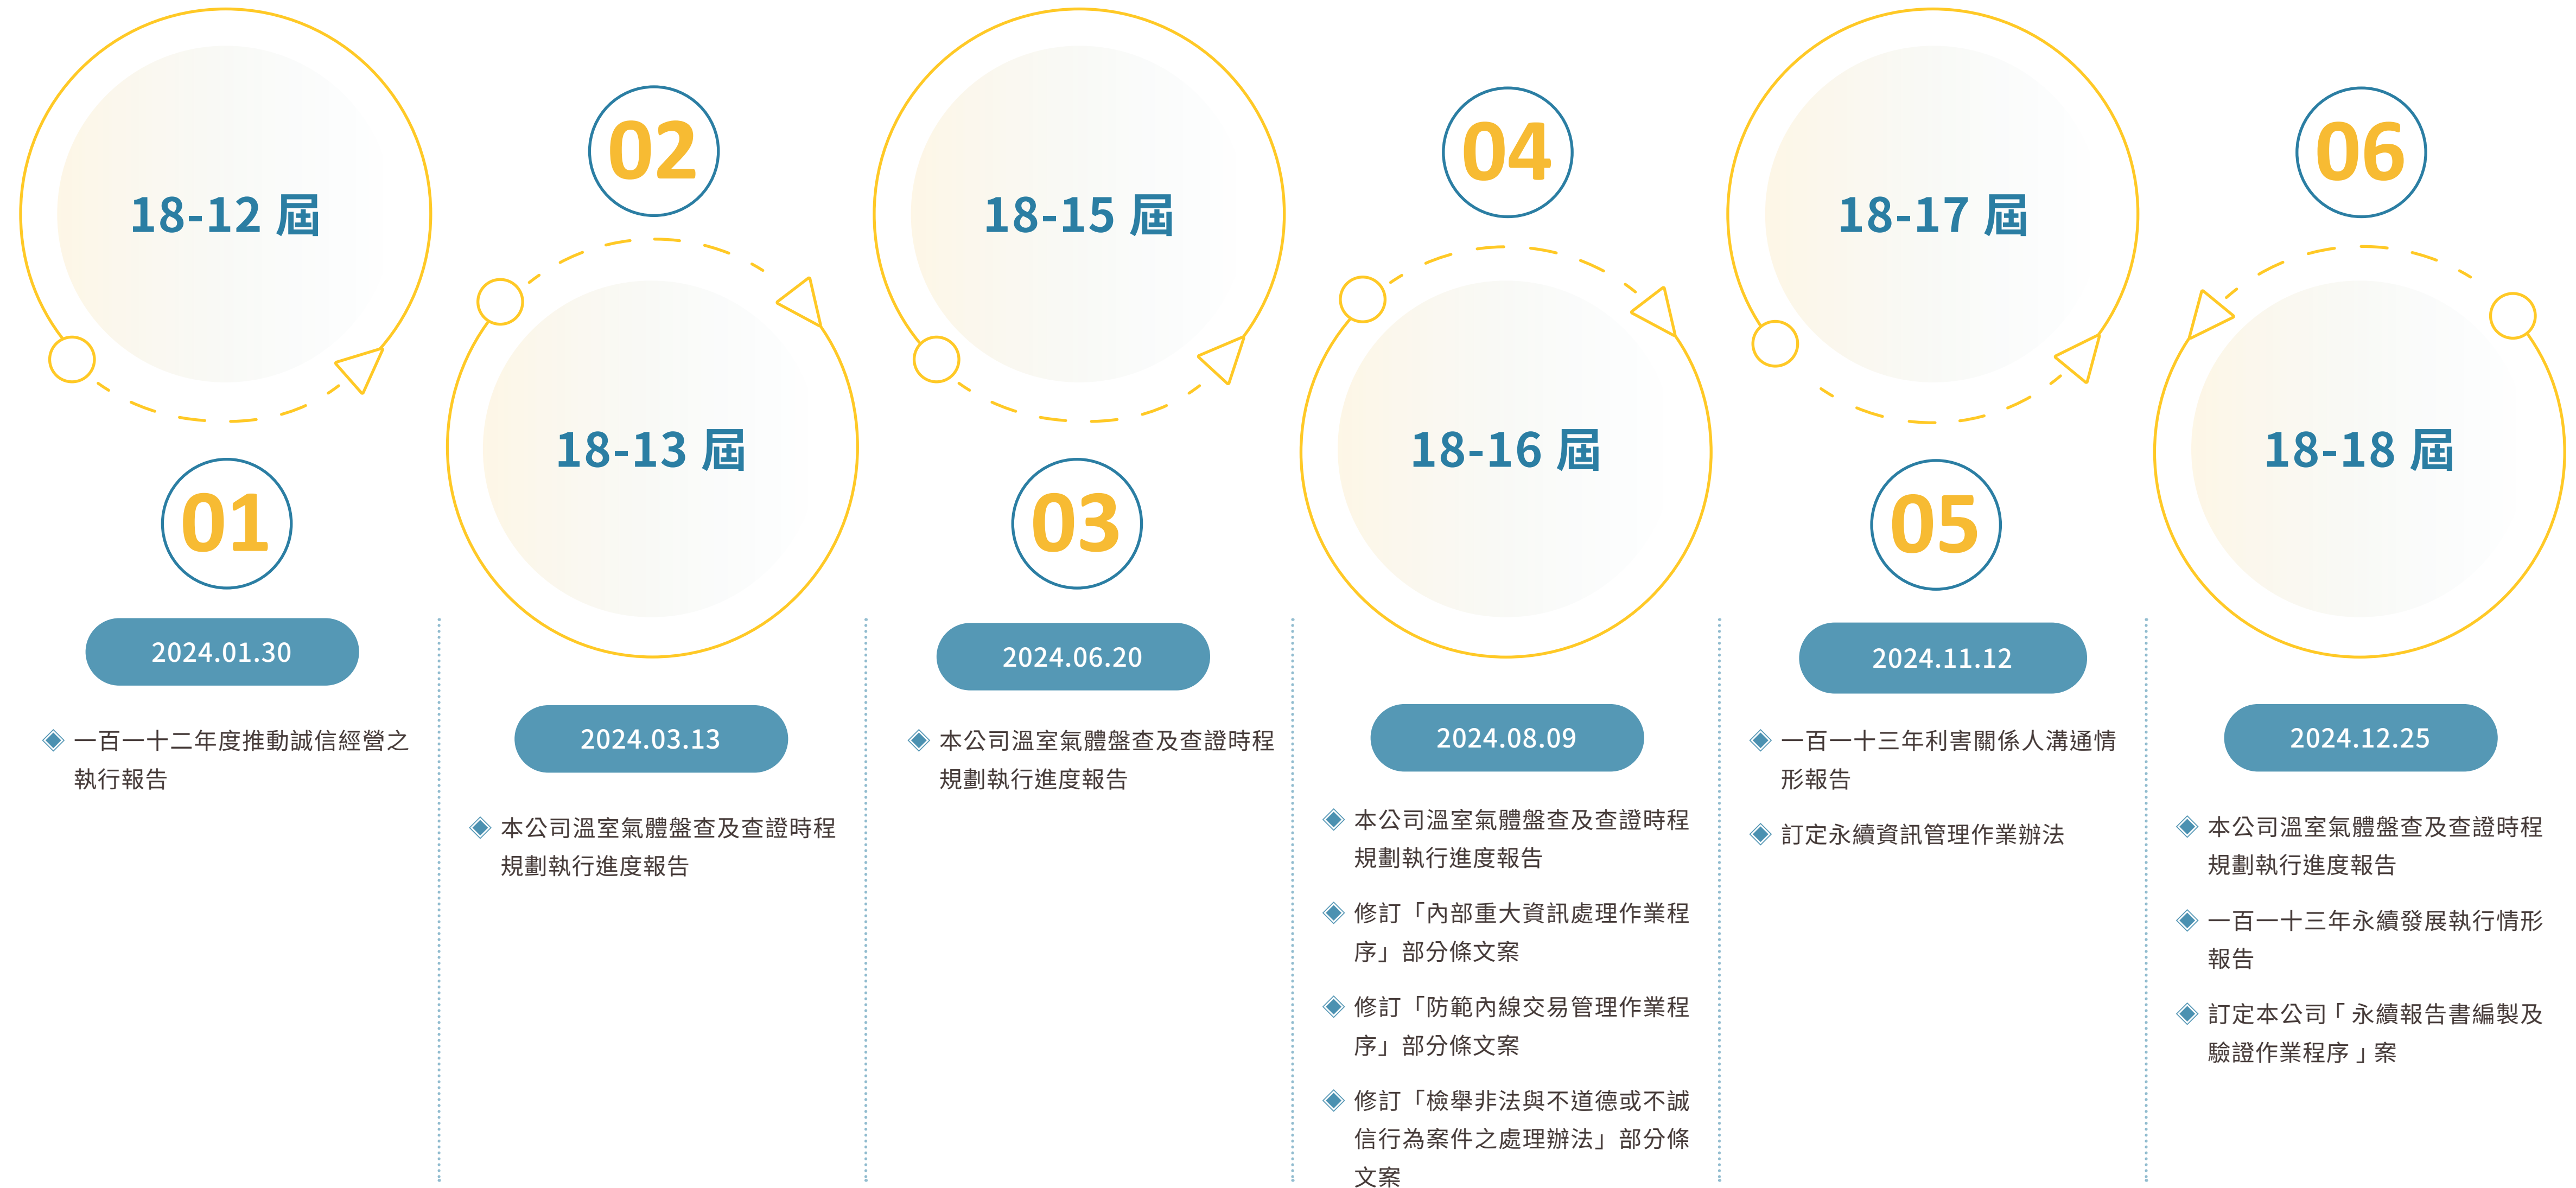 18-12 屆
01
2024.01.30
一百一十二年度推動誠信經營之
執行報告
02
18-13 屆
2024.03.13
本公司溫室氣體盤查及查證時程
規劃執行進度報告
18-15 屆
03
2024.06.20
本公司溫室氣體盤查及查證時程
規劃執行進度報告
04
18-16 屆
2024.08.09
本公司溫室氣體盤查及查證時程
規劃執行進度報告
修訂「內部重大資訊處理作業程
序」部分條文案
修訂「防範內線交易管理作業程
序」部分條文案
修訂「檢舉非法與不道德或不誠
信行為案件之處理辦法」部分條
文案
18-17 屆
05
2024.11.12
一百一十三年利害關係人溝通情
形報告
訂定永續資訊管理作業辦法
06
18-18 屆
2024.12.25
本公司溫室氣體盤查及查證時程
規劃執行進度報告
一百一十三年永續發展執行情形
報告
訂定本公司「 永續報告書編製及
驗證作業程序 」案